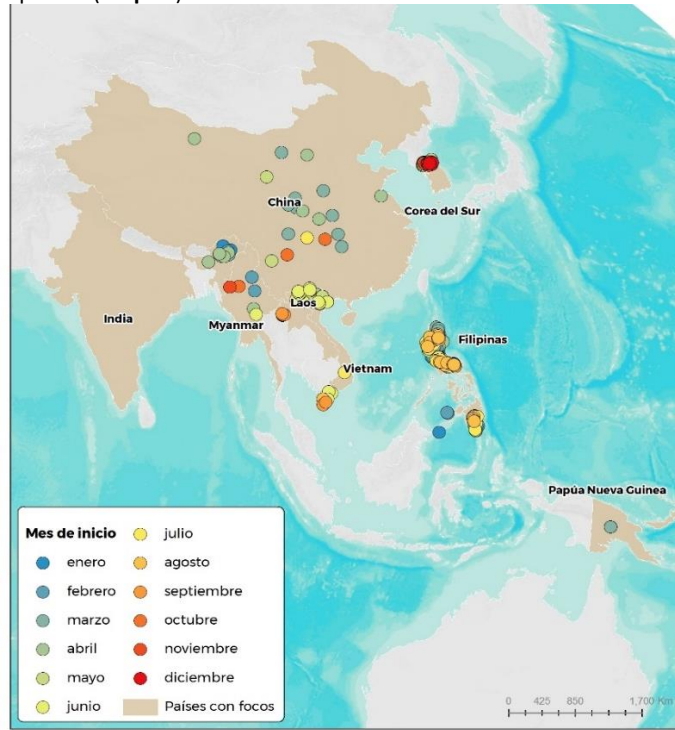 China
Corea del Sur
India
Laos
Myanmar
Filipinas
Vietnam
Papúa Nueva Guinea
Mes de inicio
enero
febrero
marzo
abril
mayo
junio
julio
agosto
septiembre
octubre
noviembre
diciembre
Países con focos
0 425 850 1,700 Km